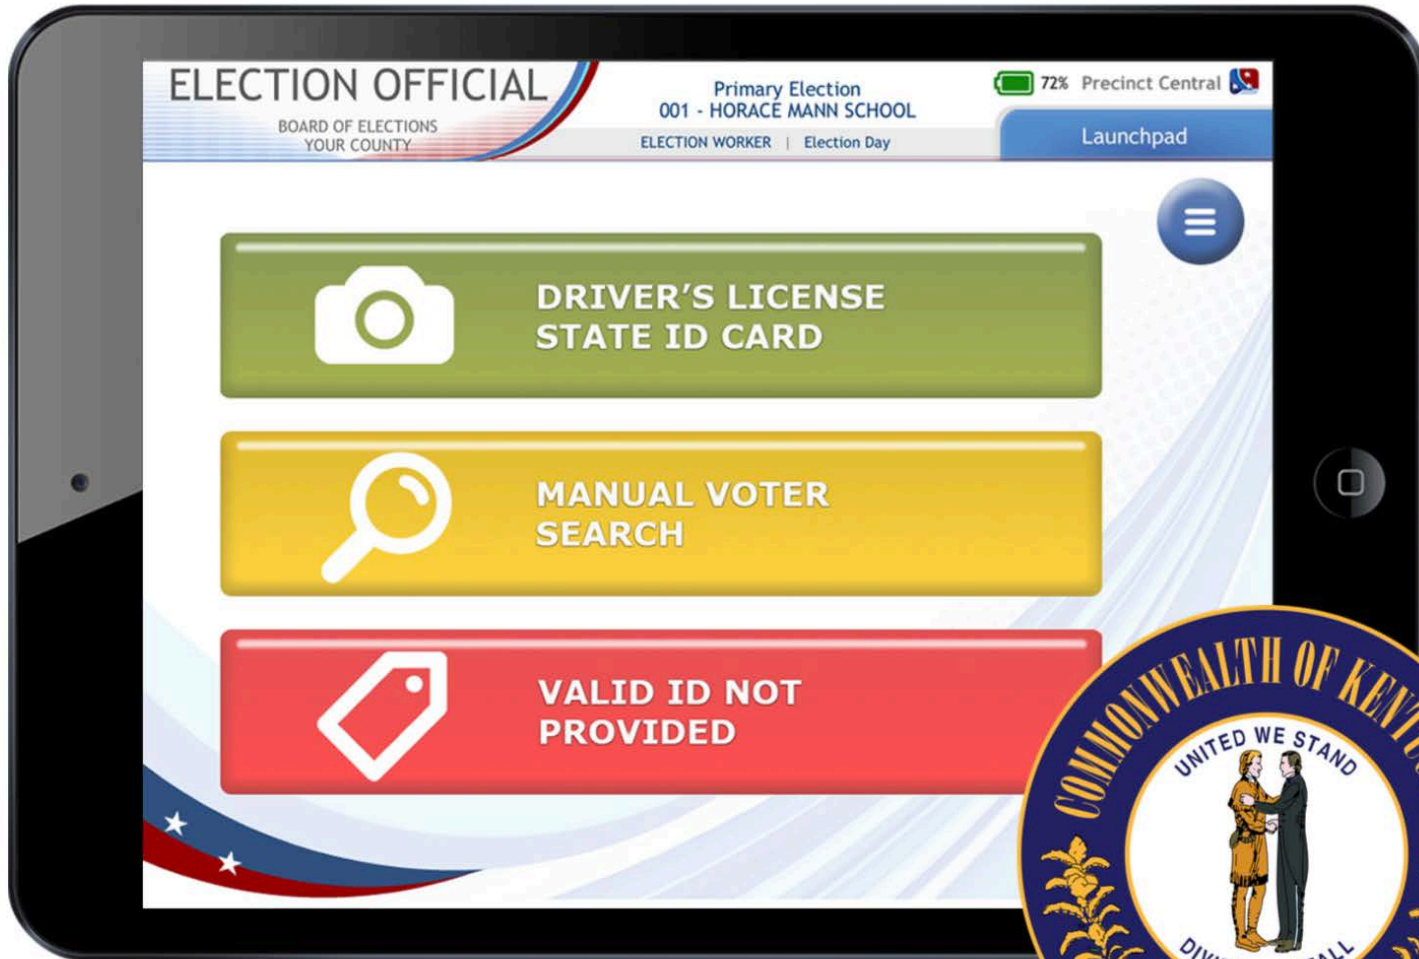 ELECTION OFFICIAL
BOARD OF ELECTIONS
YOUR COUNTY
Primary Election
001 - HORACE MANN SCHOOL
ELECTION WORKER | Election Day
72% Precinct Central
Launchpad
DRIVER'S LICENSE
STATE ID CARD
MANUAL VOTER
SEARCH
VALID ID NOT
PROVIDED
COMMONWEALTH OF
UNITED WE STAND